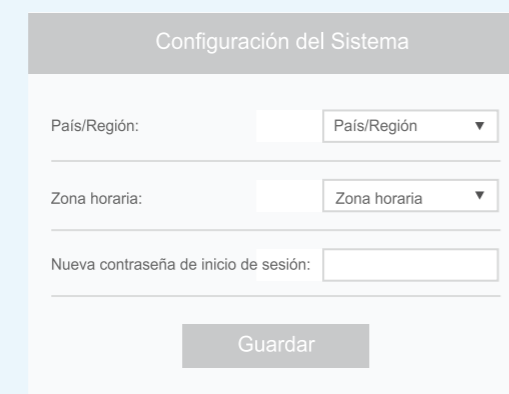 Configuración del Sistema
País/Región: País/Región
Zona horaria: Zona horaria
Nueva contraseña de inicio de sesión:
Guardar